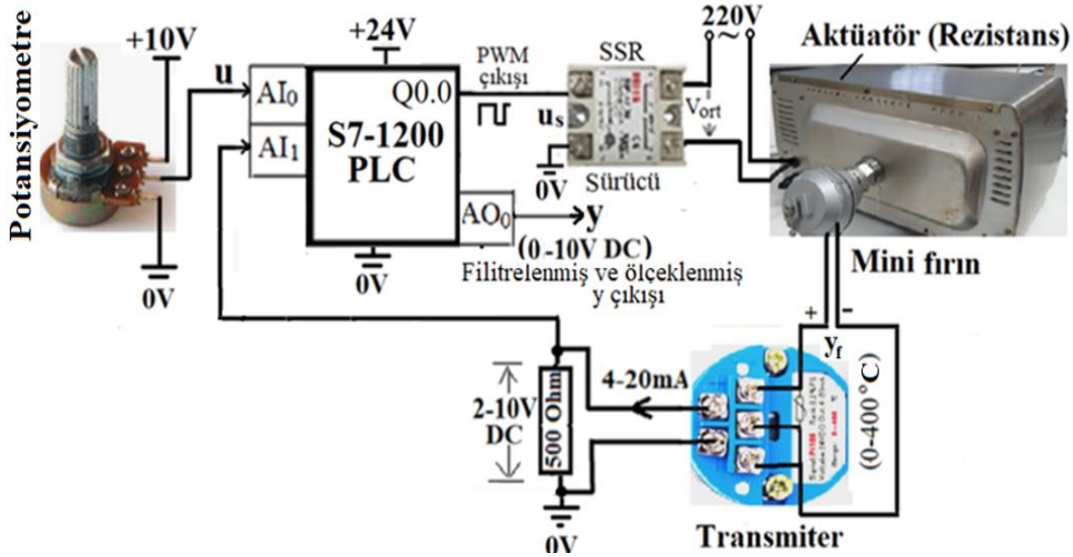 Potansiyometre
+10V
u
AI0
AI1
+24V
Q0.0
S7-1200
PLC
AO0
0V
0V
PWM
çıkışı
us
0V
SSR
Sürücü
220V
~
Vort
Aktüatör (Rezistans)
Mini fırın
y
(0-10V DC)
Filitrelenmiş ve ölçeklenmiş
y çıkışı
+
-
yf
(0-400°C)
4-20mA
2-10V
DC
500 Ohm
0V
Transmiter